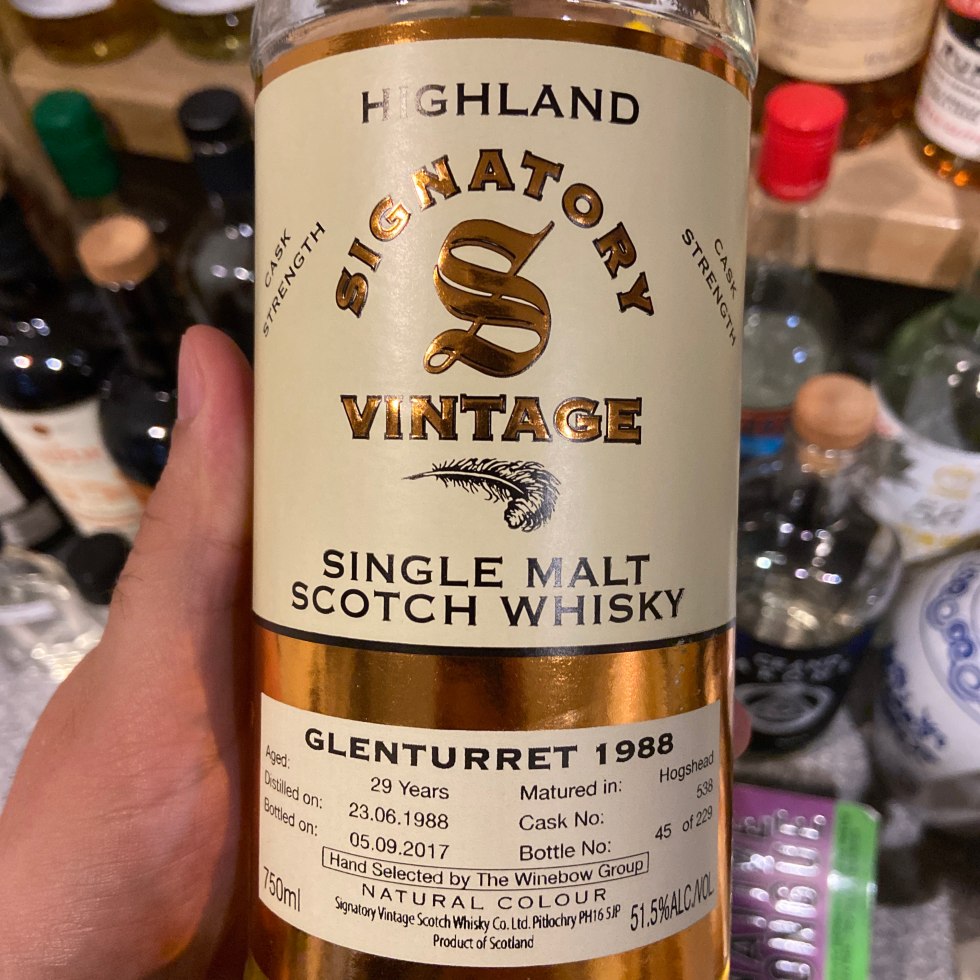 HIGHLAND
SIGNATORY
CASK
STRENGTH
CASK
STRENGTH
S
VINTAGE
SINGLE MALT
SCOTCH WHISKY
GLENTURRET 1988
Aged: 29 Years Matured in: Hogshead
Distilled on: 23.06.1988 Cask No: 538
Bottled on: 05.09.2017 Bottle No: 45 of 229
Hand Selected by The Winebow Group
NATURAL COLOUR
750ml
Signatory Vintage Scotch Whisky Co. Ltd. Pitlochry PH16 5JP
51.5%ALC./VOL
Product of Scotland